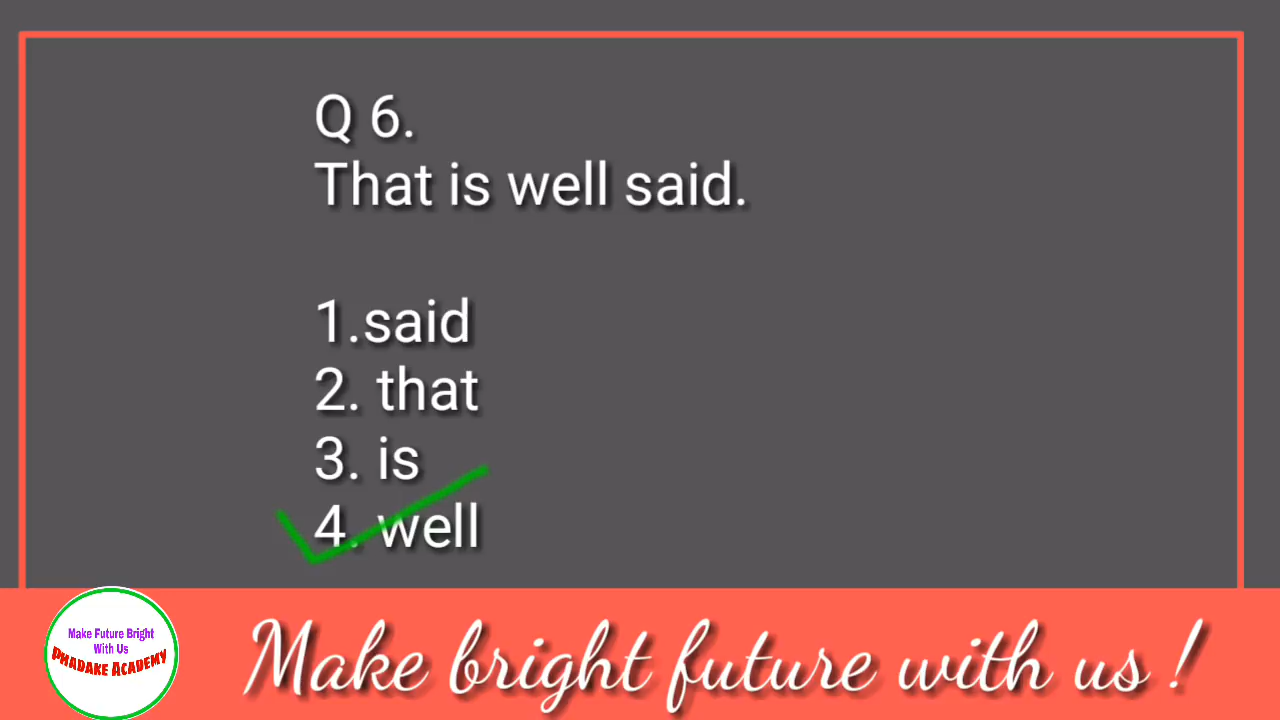 Q 6.
That is well said.
1.said
2. that
3. is
4. well
Make Future Bright
With Us
PHADAKE ACADEMY
Make bright future with us !